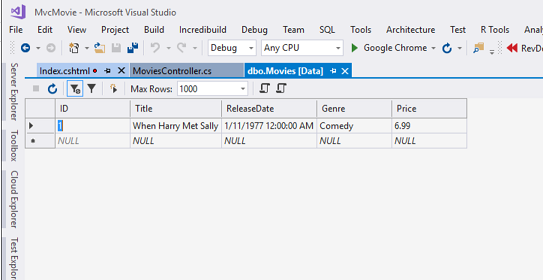 MvcMovie - Microsoft Visual Studio
File Edit View Project Build Incredibuild Debug Team SQL Tools Architecture Test R Tools Analyze
Debug Any CPU Google Chrome RevDe
Index.cshtml MoviesController.cs dbo.Movies [Data]
Max Rows: 1000
ID Title ReleaseDate Genre Price
1 When Harry Met Sally 1/11/1977 12:00:00 AM Comedy 6.99
NULL NULL NULL NULL NULL
Server Explorer
Toolbox
Cloud Explorer
Test Explorer